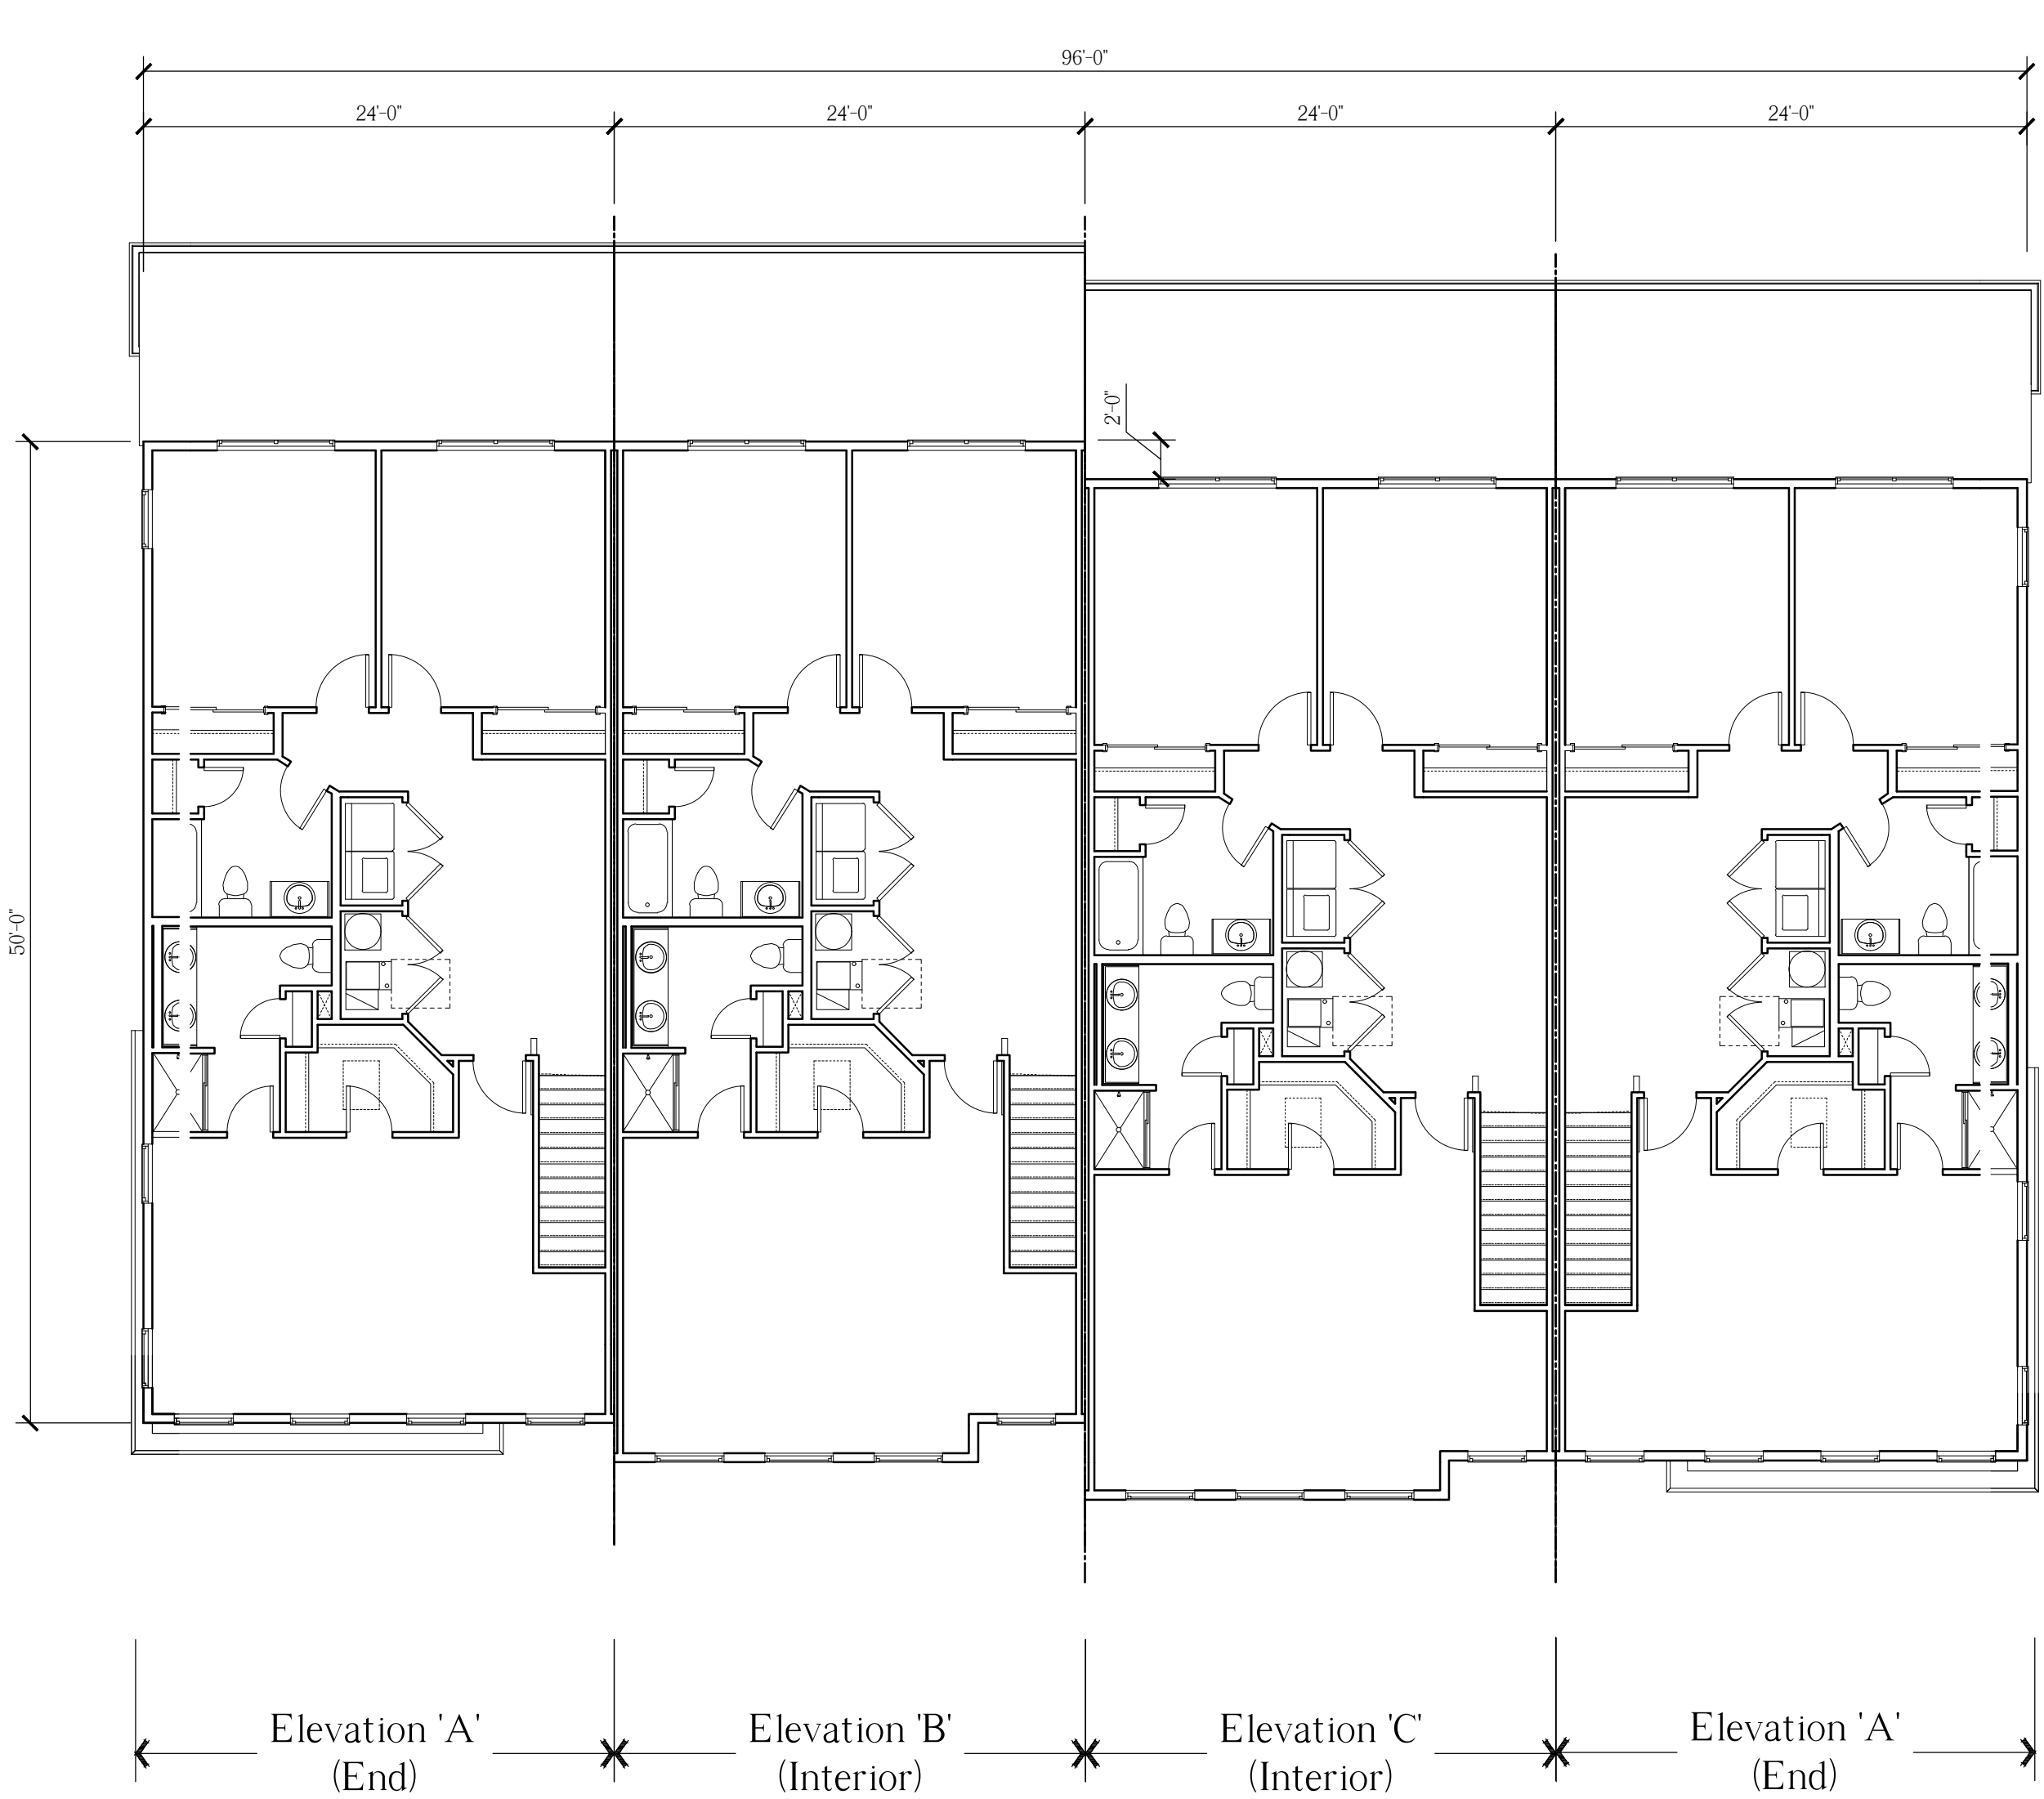 96'-0"
24'-0"
24'-0"
24'-0"
24'-0"
2'-0"
50'-0"
Elevation 'A'
(End)
Elevation 'B'
(Interior)
Elevation 'C'
(Interior)
Elevation 'A'
(End)